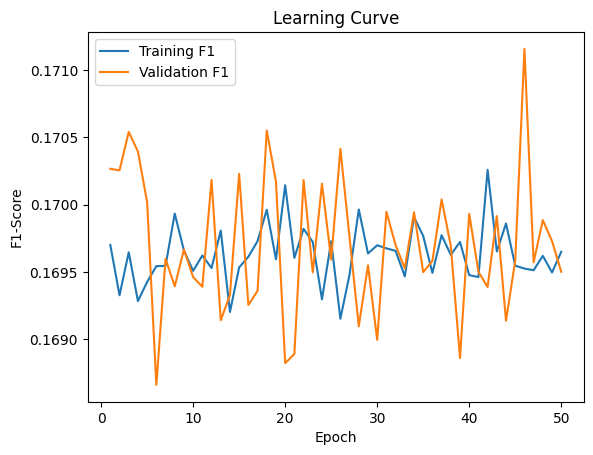 Learning Curve
Training F1
Validation F1
0.1710
0.1705
0.1700
0.1695
0.1690
F1-Score
0 10 20 30 40 50
Epoch